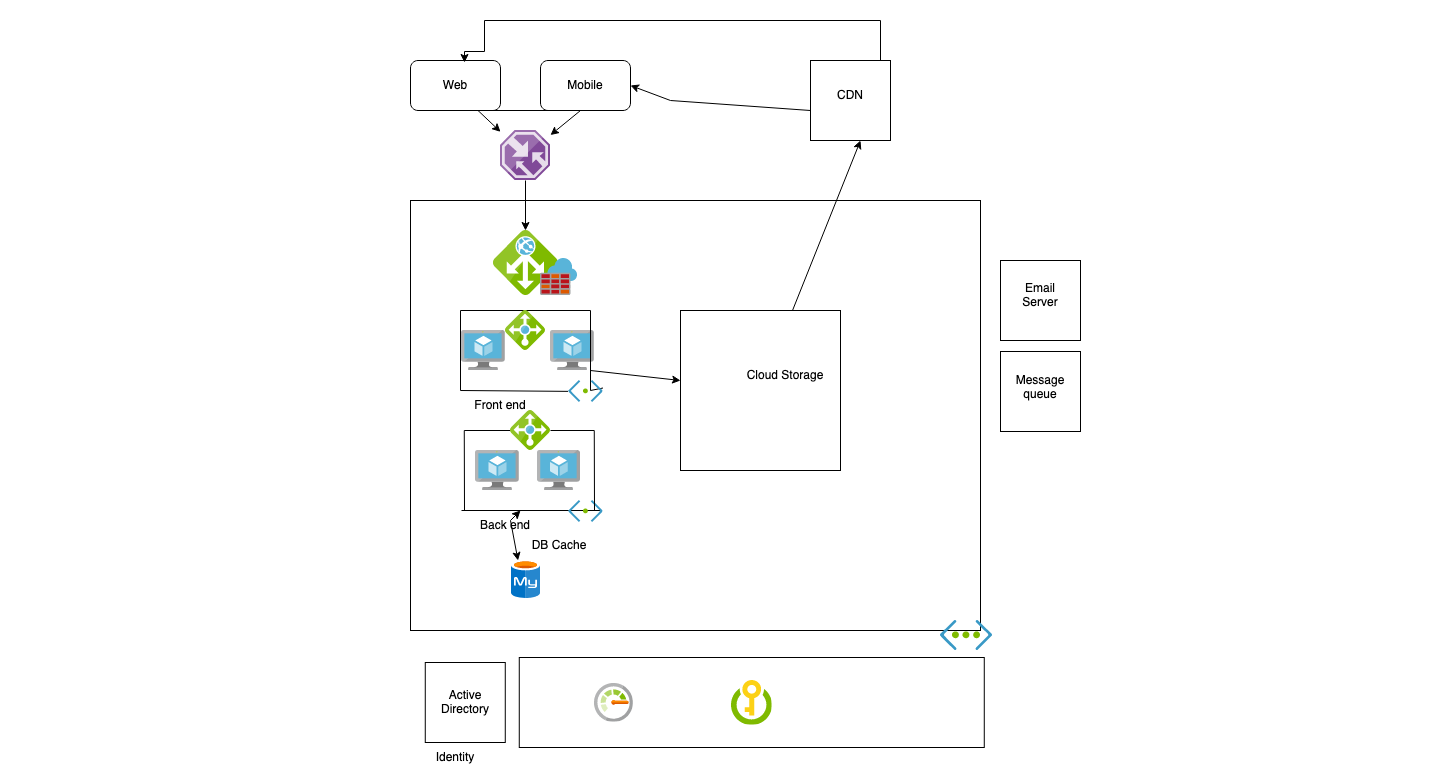 Web
Mobile
CDN
Email
Server
Cloud Storage
Message
queue
Front end
Back end
DB Cache
My
Active
Directory
Identity